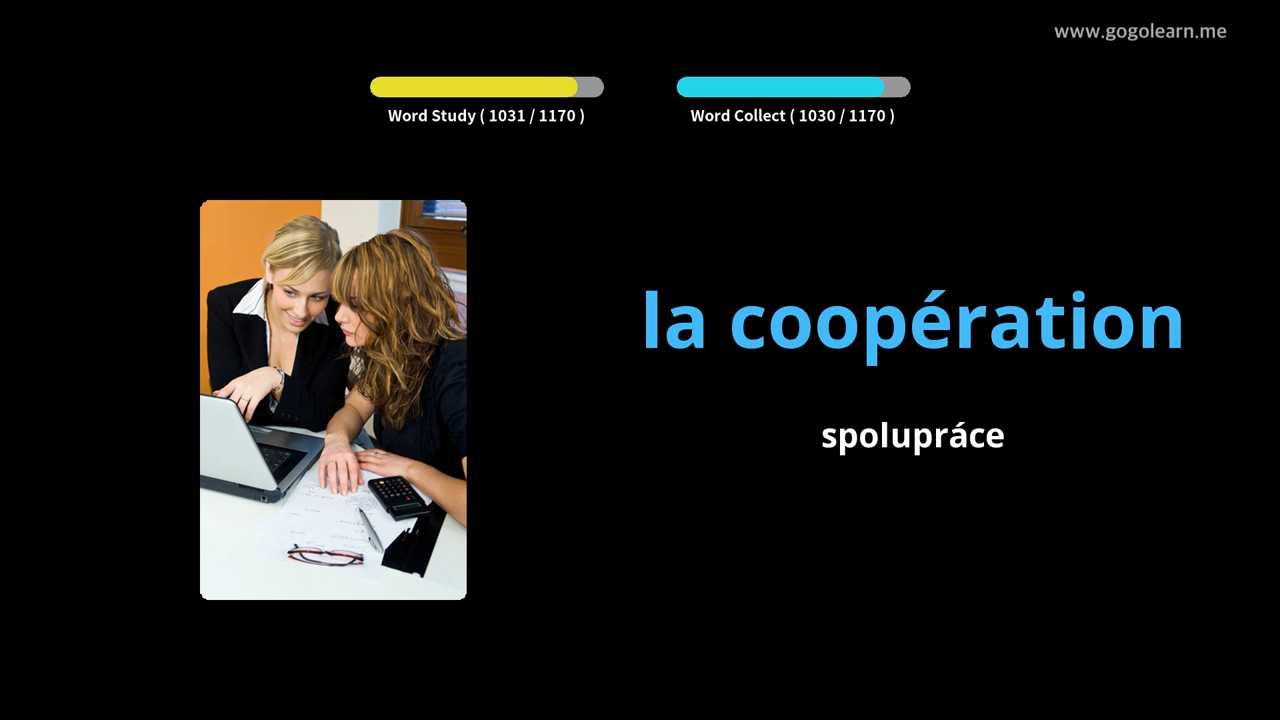 www.gogolearn.me
Word Study ( 1031 / 1170 )
Word Collect ( 1030 / 1170 )
la coopération
spolupráce